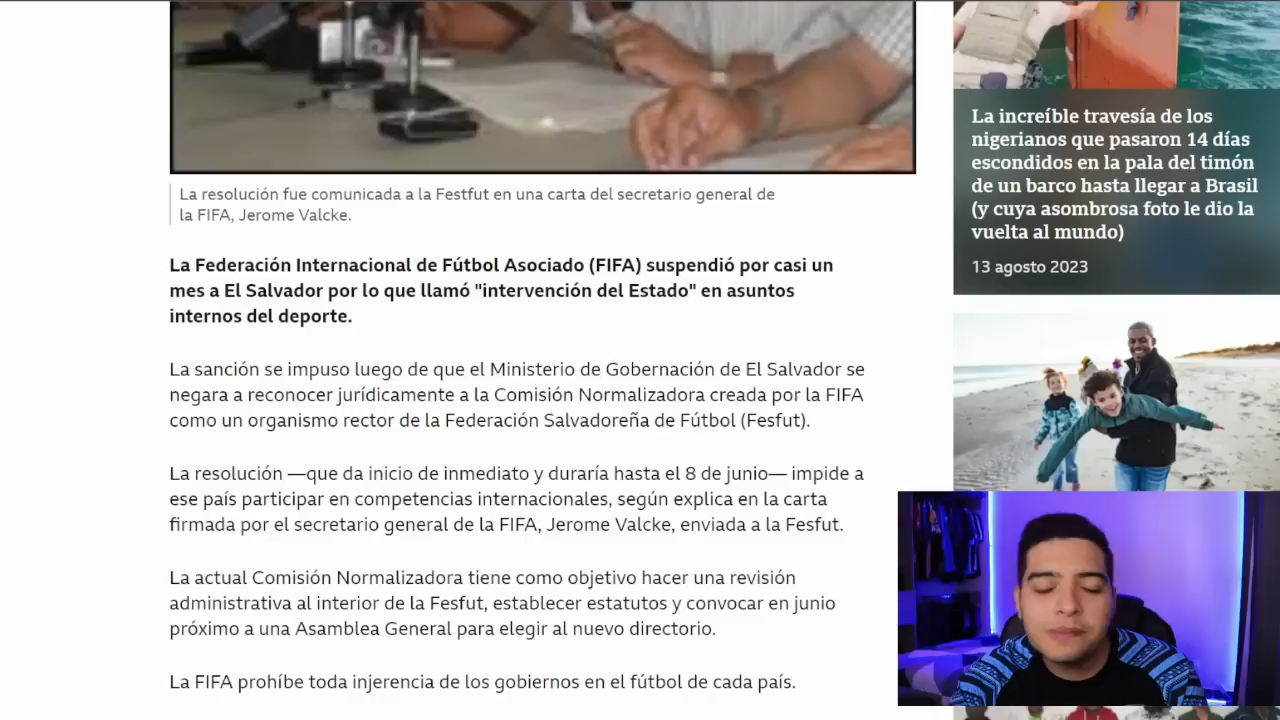 La resolución fue comunicada a la Festfut en una carta del secretario general de
la FIFA, Jerome Valcke.
La Federación Internacional de Fútbol Asociado (FIFA) suspendió por casi un
mes a El Salvador por lo que llamó "intervención del Estado" en asuntos
internos del deporte.
La sanción se impuso luego de que el Ministerio de Gobernación de El Salvador se
negara a reconocer jurídicamente a la Comisión Normalizadora creada por la FIFA
como un organismo rector de la Federación Salvadoreña de Fútbol (Fesfut).
La resolución —que da inicio de inmediato y duraría hasta el 8 de junio— impide a
ese país participar en competencias internacionales, según explica en la carta
firmada por el secretario general de la FIFA, Jerome Valcke, enviada a la Fesfut.
La actual Comisión Normalizadora tiene como objetivo hacer una revisión
administrativa al interior de la Fesfut, establecer estatutos y convocar en junio
próximo a una Asamblea General para elegir al nuevo directorio.
La FIFA prohíbe toda injerencia de los gobiernos en el fútbol de cada país.
La increíble travesía de los
nigerianos que pasaron 14 días
escondidos en la pala del timón
de un barco hasta llegar a Brasil
(y cuya asombrosa foto le dio la
vuelta al mundo)
13 agosto 2023